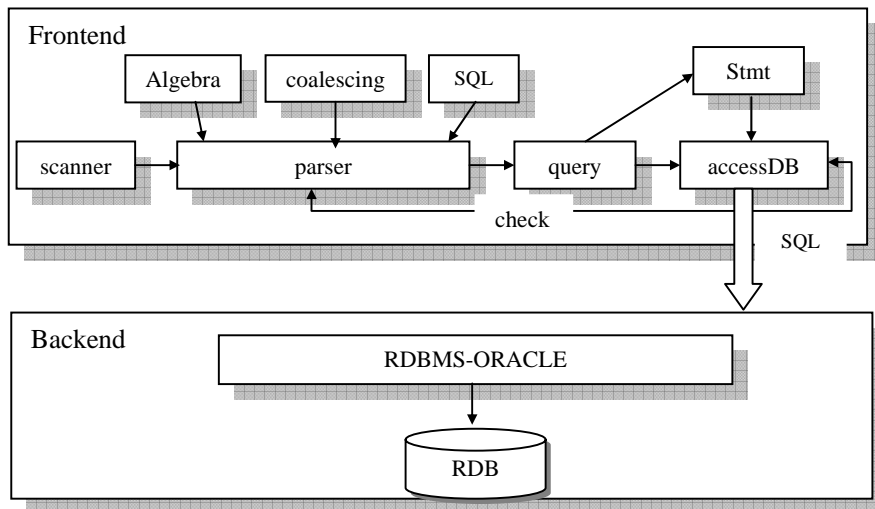 Frontend
Algebra
coalescing
SQL
Stmt
scanner
parser
query
accessDB
check
SQL
Backend
RDBMS-ORACLE
RDB